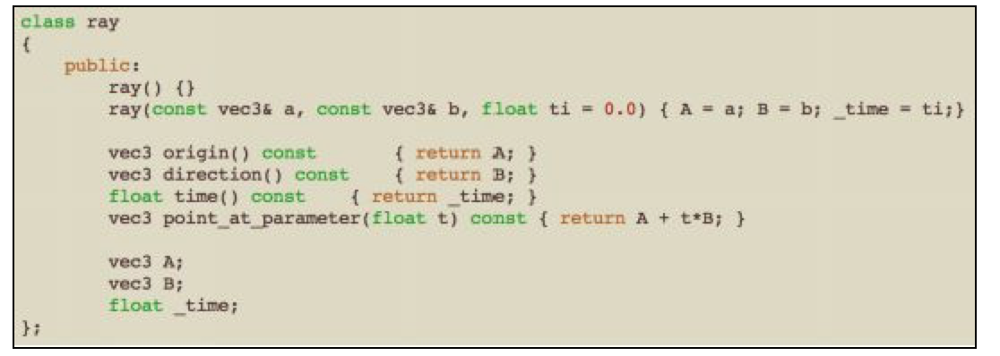 class ray
{
    public:
        ray() {}
        ray(const vec3& a, const vec3& b, float ti = 0.0) { A = a; B = b; _time = ti;}

        vec3 origin() const       { return A; }
        vec3 direction() const    { return B; }
        float time() const    { return _time; }
        vec3 point_at_parameter(float t) const { return A + t*B; }

        vec3 A;
        vec3 B;
        float _time;
};